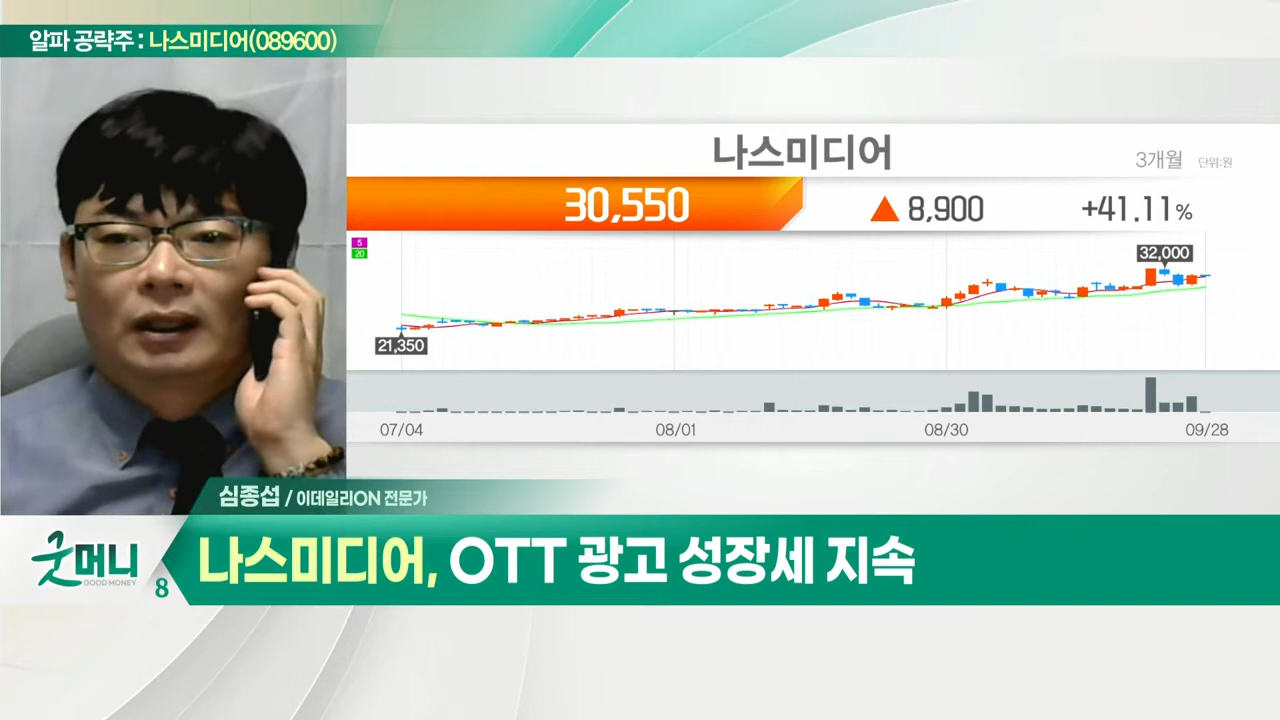 알파 공략주 : 나스미디어(089600)
나스미디어
3개월 단위:원
30,550 ▲ 8,900 +41.11%
5
20
32,000
21,350
07/04 08/01 08/30 09/28
심종섭 / 이데일리ON 전문가
굿머니
GOOD MONEY
8
나스미디어, OTT 광고 성장세 지속